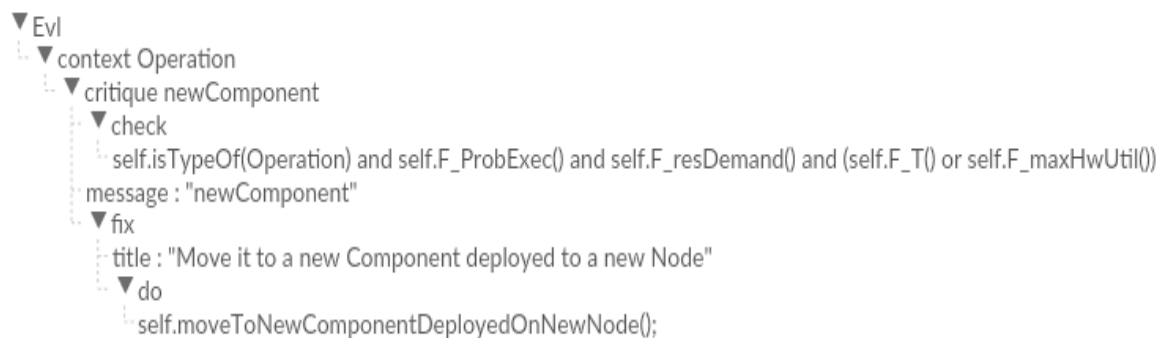 Evl
context Operation
critique newComponent
check
self.isTypeOf(Operation) and self.F_ProbExec() and self.F_resDemand() and (self.F_T() or self.F_maxHwUtil())
message : "newComponent"
fix
title : "Move it to a new Component deployed to a new Node"
do
self.moveToNewComponentDeployedOnNewNode();